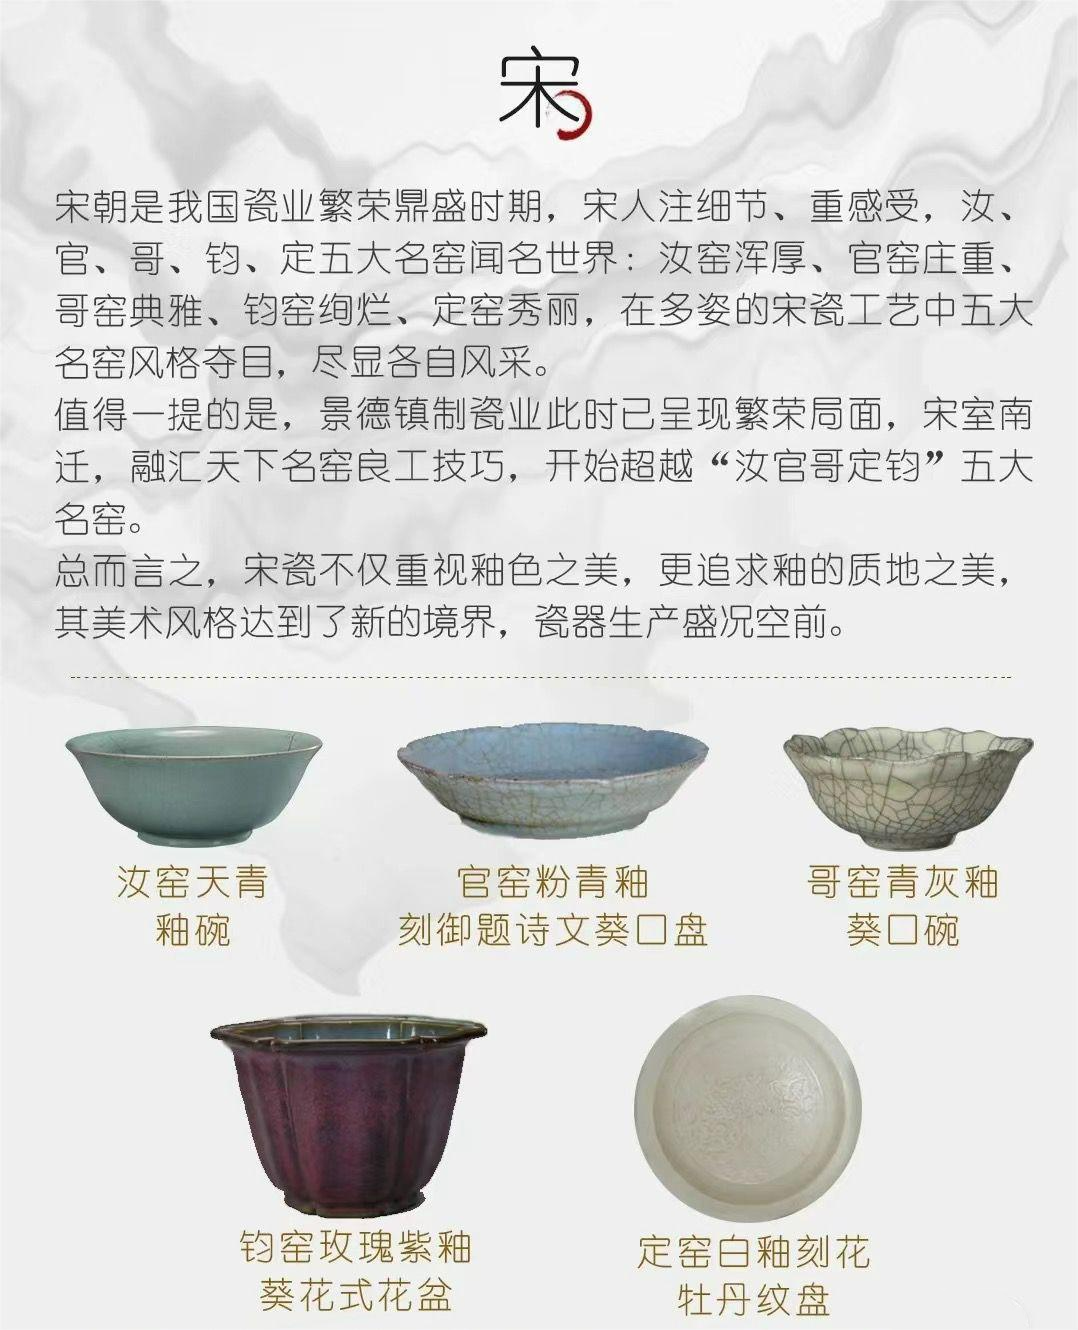 宋
宋朝是我国瓷业繁荣鼎盛时期，宋人注细节、重感受，汝、
官、哥、钧、定五大名窑闻名世界：汝窑浑厚、官窑庄重、
哥窑典雅、钧窑绚烂、定窑秀丽，在多姿的宋瓷工艺中五大
名窑风格夺目，尽显各自风采。
值得一提的是，景德镇制瓷业此时已呈现繁荣局面，宋室南
迁，融汇天下名窑良工技巧，开始超越“汝官哥定钧”五大
名窑。
总而言之，宋瓷不仅重视釉色之美，更追求釉的质地之美，
其美术风格达到了新的境界，瓷器生产盛况空前。
汝窑天青
釉碗
官窑粉青釉
刻御题诗文葵口盘
哥窑青灰釉
葵口碗
钧窑玫瑰紫釉
葵花式花盆
定窑白釉刻花
牡丹纹盘